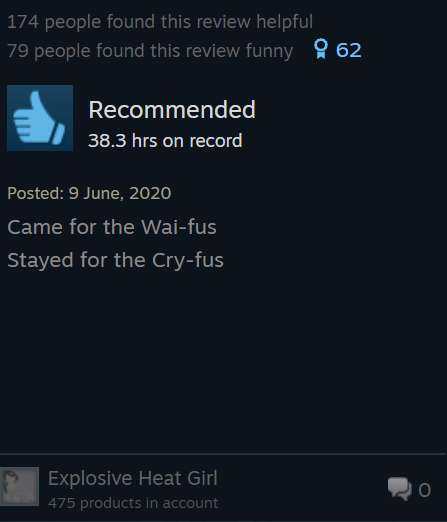 174 people found this review helpful
79 people found this review funny 62
Recommended
38.3 hrs on record
Posted: 9 June, 2020
Came for the Wai-fus
Stayed for the Cry-fus
Explosive Heat Girl
475 products in account
0